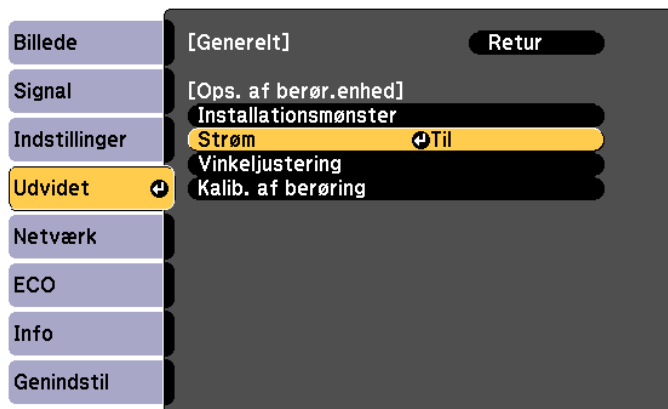 Billede
Signal
Indstillinger
Udvidet
Netværk
ECO
Info
Genindstil
[Generelt] Retur
[Ops. af berør.enhed]
Installationsmønster
Strøm Til
Vinkeljustering
Kalib. af berøring